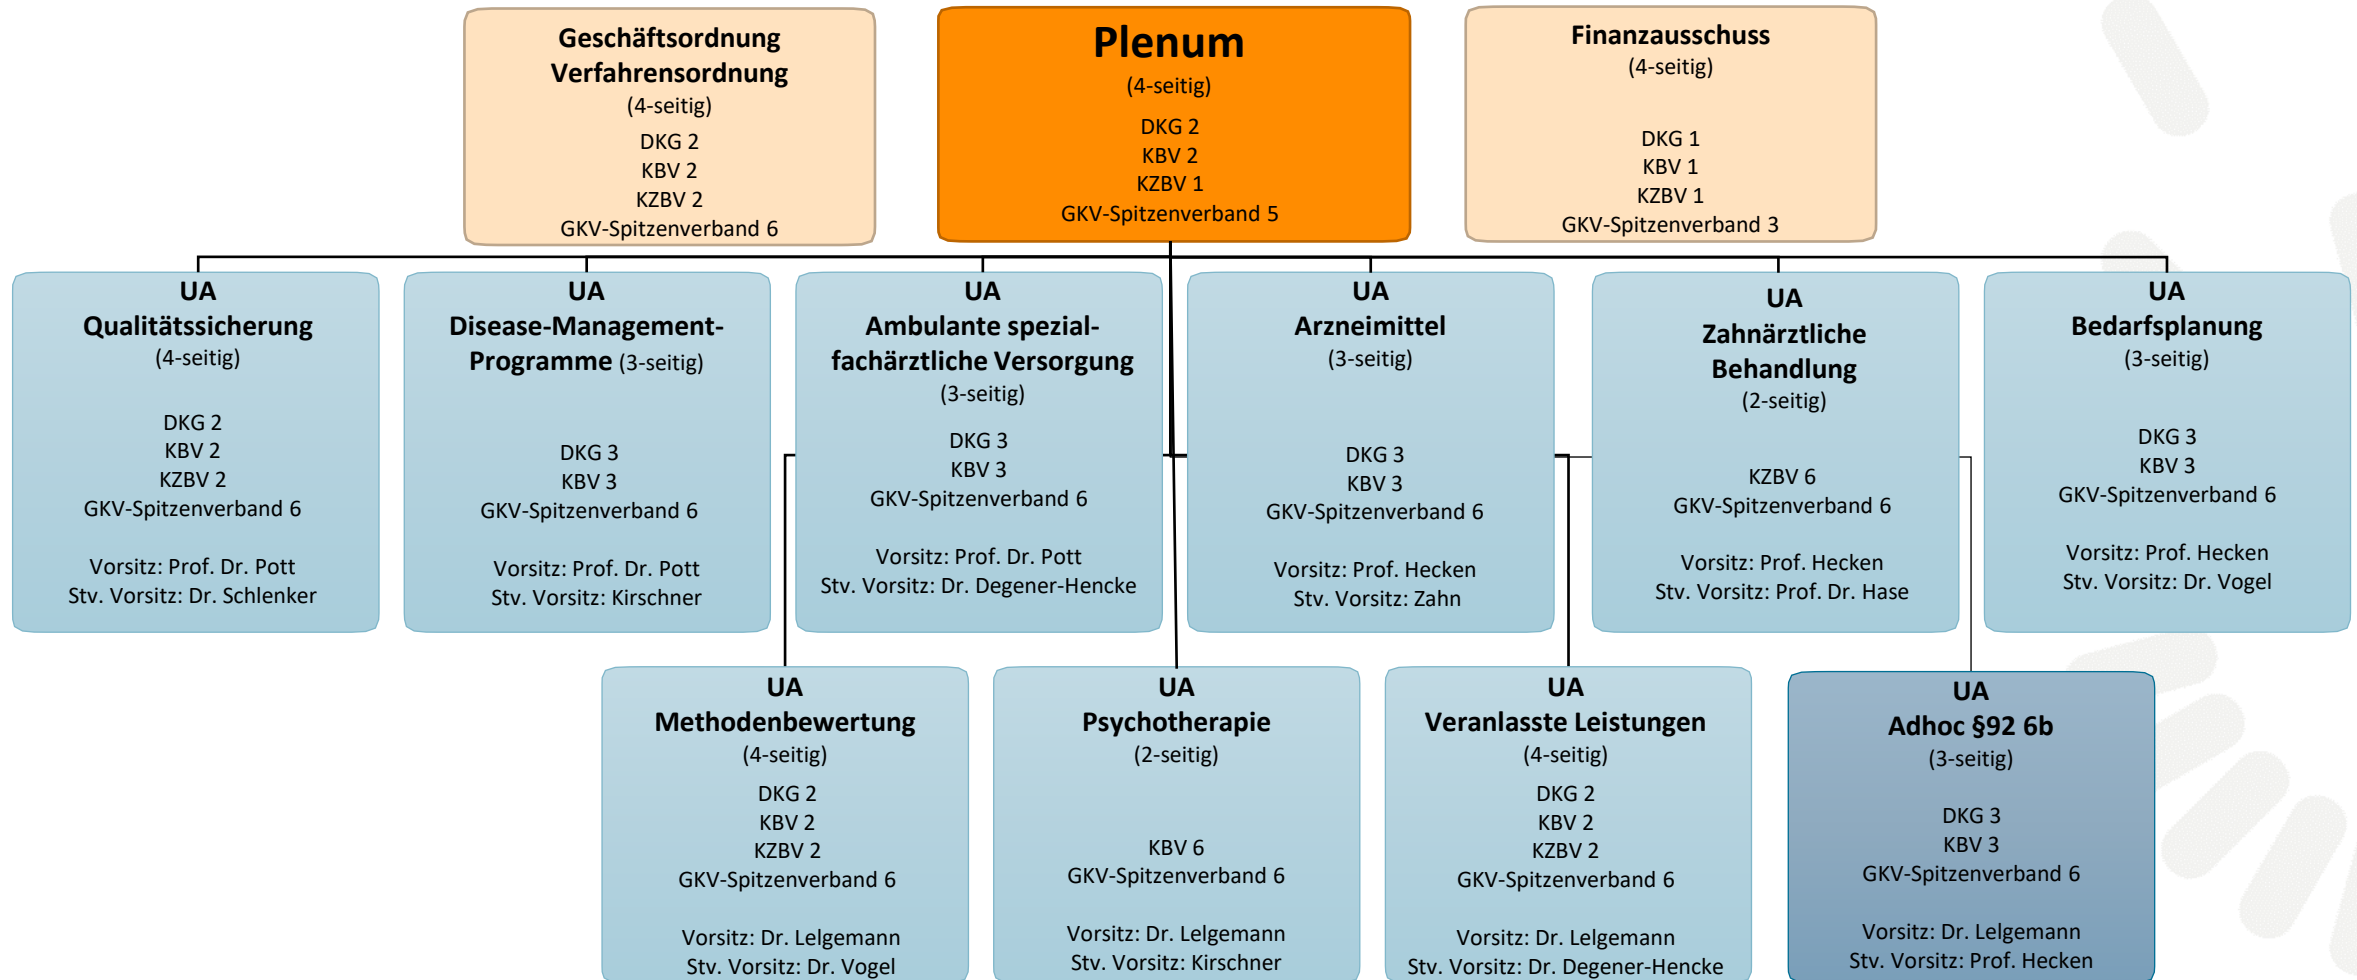 Geschäftsordnung
Verfahrensordnung
(4-seitig)
DKG 2
KBV 2
KZBV 2
GKV-Spitzenverband 6
Plenum
(4-seitig)
DKG 2
KBV 2
KZBV 1
GKV-Spitzenverband 5
Finanzausschuss
(4-seitig)
DKG 1
KBV 1
KZBV 1
GKV-Spitzenverband 3
UA
Qualitätssicherung
(4-seitig)
DKG 2
KBV 2
KZBV 2
GKV-Spitzenverband 6
Vorsitz: Prof. Dr. Pott
Stv. Vorsitz: Dr. Schlenker
UA
Disease-Management-
Programme (3-seitig)
DKG 3
KBV 3
GKV-Spitzenverband 6
Vorsitz: Prof. Dr. Pott
Stv. Vorsitz: Kirschner
UA
Ambulante spezial-
fachärztliche Versorgung
(3-seitig)
DKG 3
KBV 3
GKV-Spitzenverband 6
Vorsitz: Prof. Dr. Pott
Stv. Vorsitz: Dr. Degener-Hencke
UA
Arzneimittel
(3-seitig)
DKG 3
KBV 3
GKV-Spitzenverband 6
Vorsitz: Prof. Hecken
Stv. Vorsitz: Zahn
UA
Zahnärztliche
Behandlung
(2-seitig)
KZBV 6
GKV-Spitzenverband 6
Vorsitz: Prof. Hecken
Stv. Vorsitz: Prof. Dr. Hase
UA
Bedarfsplanung
(3-seitig)
DKG 3
KBV 3
GKV-Spitzenverband 6
Vorsitz: Prof. Hecken
Stv. Vorsitz: Dr. Vogel
UA
Methodenbewertung
(4-seitig)
DKG 2
KBV 2
KZBV 2
GKV-Spitzenverband 6
Vorsitz: Dr. Lelgemann
Stv. Vorsitz: Dr. Vogel
UA
Psychotherapie
(2-seitig)
KBV 6
GKV-Spitzenverband 6
Vorsitz: Dr. Lelgemann
Stv. Vorsitz: Kirschner
UA
Veranlasste Leistungen
(4-seitig)
DKG 2
KBV 2
KZBV 2
GKV-Spitzenverband 6
Vorsitz: Dr. Lelgemann
Stv. Vorsitz: Dr. Degener-Hencke
UA
Adhoc §92 6b
(3-seitig)
DKG 3
KBV 3
GKV-Spitzenverband 6
Vorsitz: Dr. Lelgemann
Stv. Vorsitz: Prof. Hecken